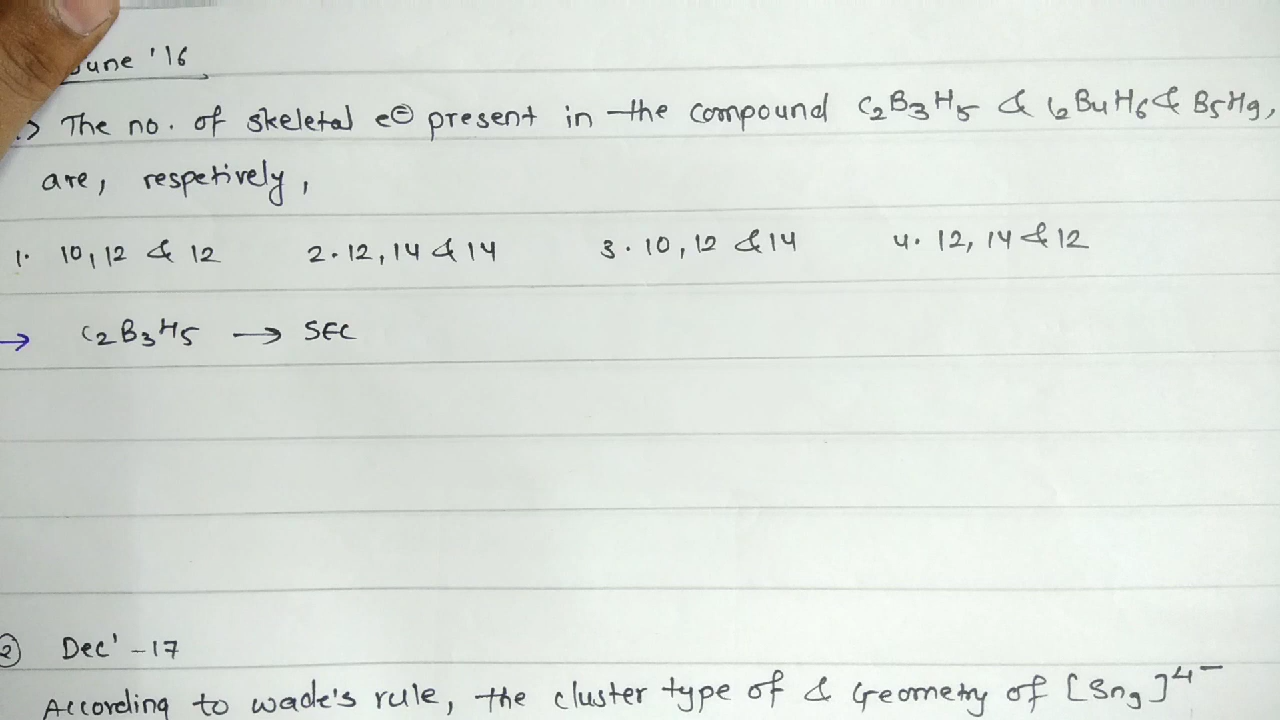 June '16
1.> The no. of skeletal e⊖ present in the compound C₂B₃H₅ & C₂B₄H₆ & B₅H₉,
are, respetively,
1. 10, 12 & 12 2. 12, 14 & 14 3. 10, 12 & 14 4. 12, 14 & 12
→ C₂B₃H₅ → SEC
② Dec' -17
According to wade's rule, the cluster type of & Geometry of [Sn₉]⁴⁻